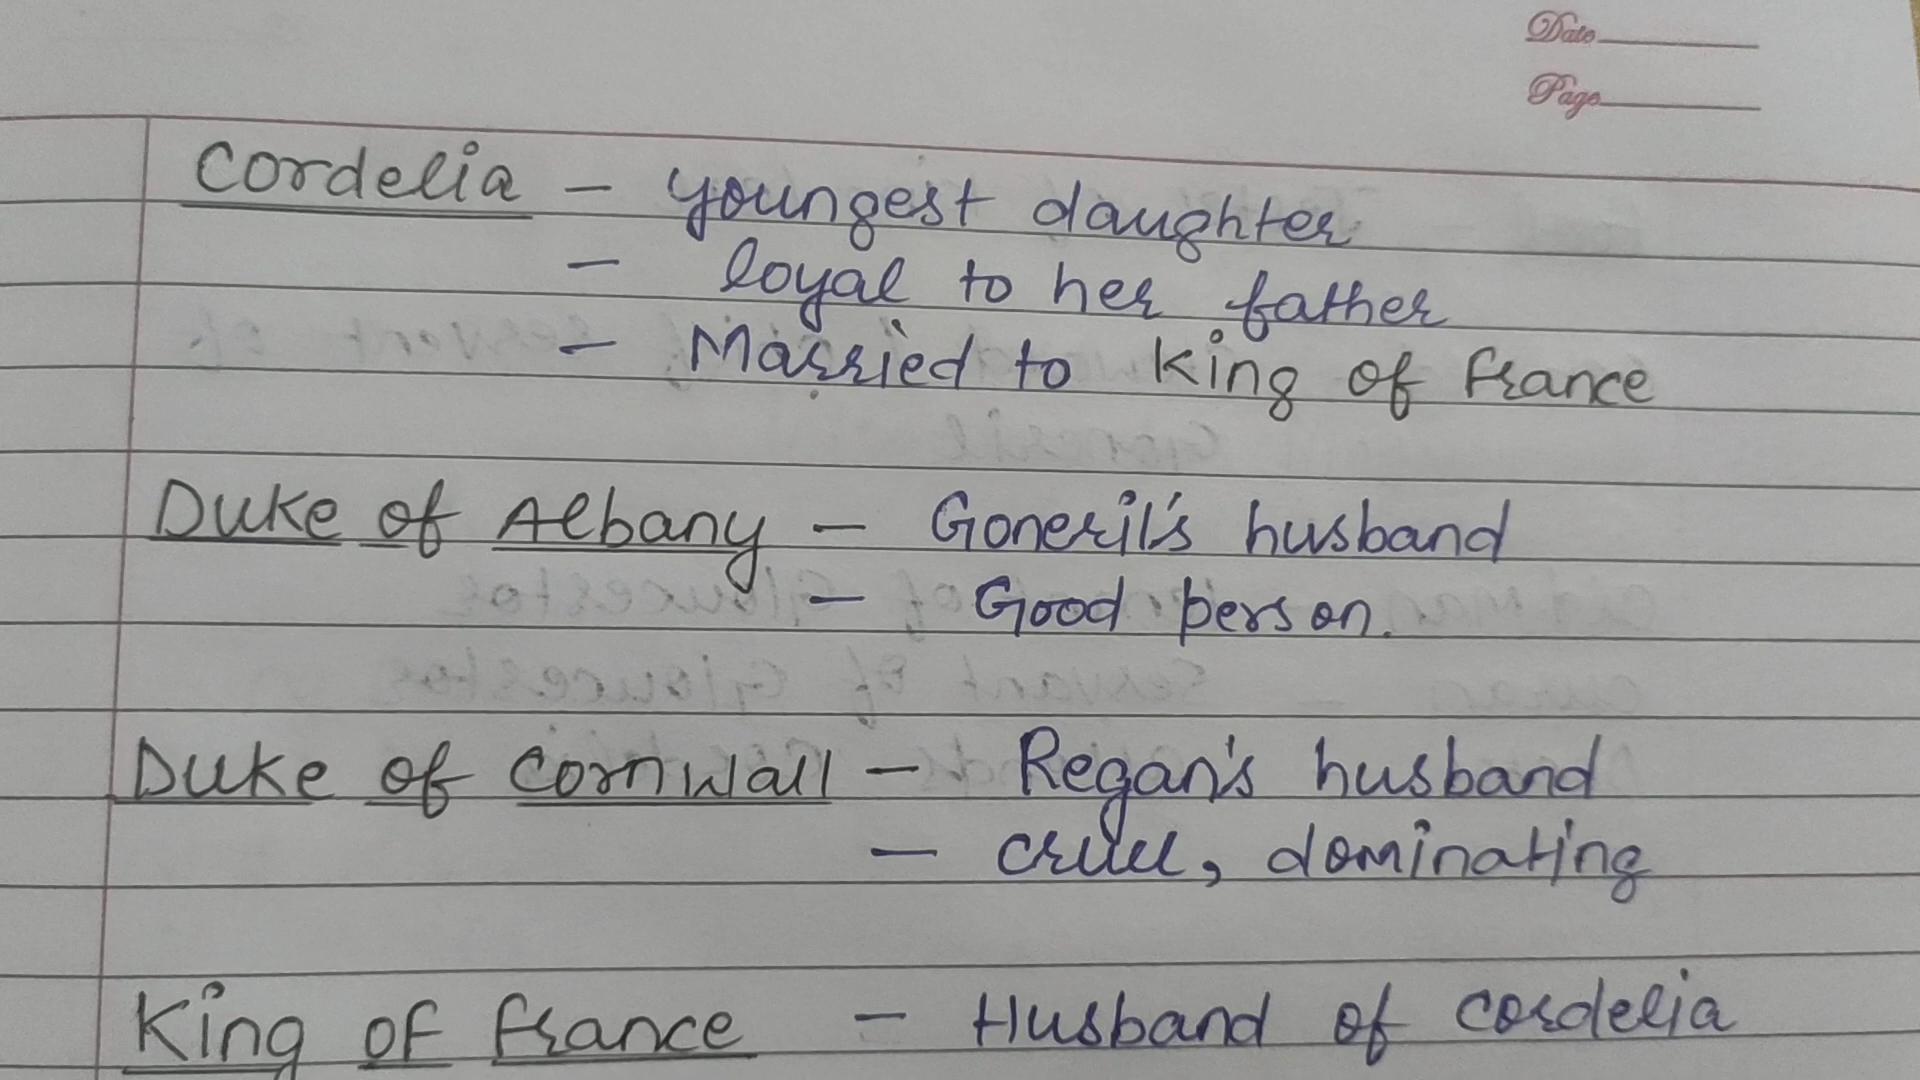 Date
Page
Cordelia - youngest daughter
- loyal to her father
- Married to King of France
Duke of Albany - Goneril's husband
- Good person.
Duke of Cornwall - Regan's husband
- cruel, dominating
King of France - Husband of Cordelia